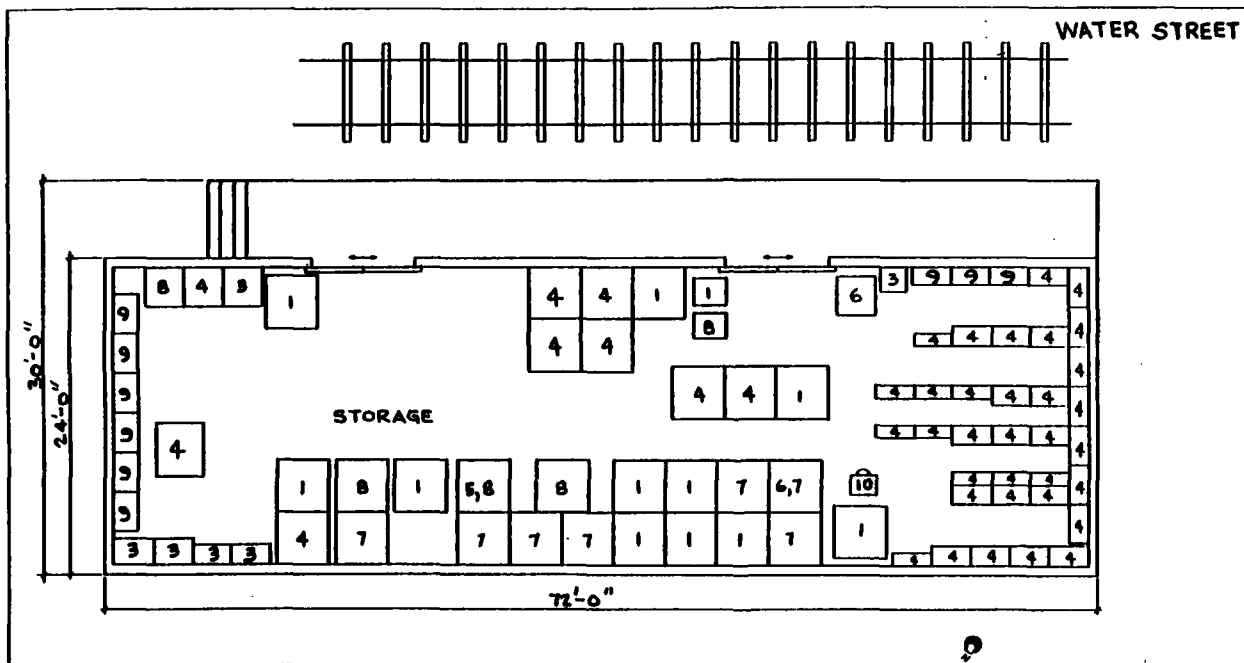 WATER STREET
30'-0"
24'-0"
8 4 3 1 4 4 1 1 6 3 9 9 9 4 4
9 8
9 4 4 4 4 4 4 4
9 4 4 1 4 4 4 4 4 4
STORAGE
9 4 4 4 4 4 4
4
9 1 8 1 5,8 8 1 1 7 6,7 10 4 4 4 4
4 4 4
9 4 7 7 7 7 1 1 1 7 1 4
3 3 3 3 4 4 4 4 4
72'-0"